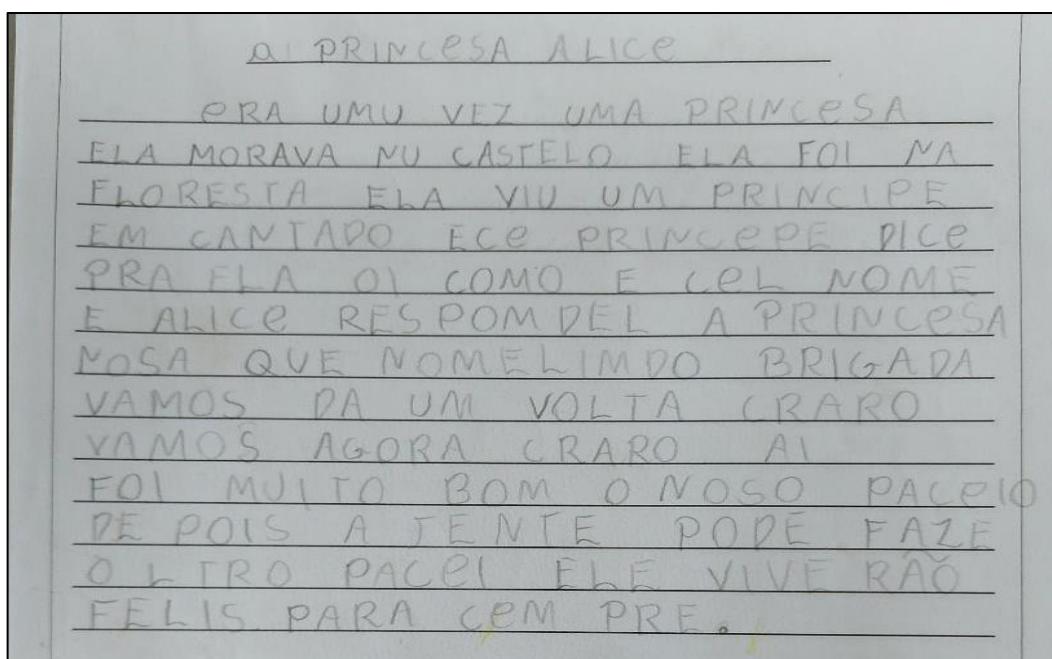 a PRINCeSA ALICe
eRA UMU VEZ UMA PRINCeSA
ELA MORAVA NU CASTELO ELA FOI NA
FLORESTA ELA VIU UM PRINCIPE
EM CANTADO ECe PRINCePE DICe
PRA ELA OI COMO E CeL NOME
E ALICe RESPOMDEL A PRINCeSA
NOSA QUE NOMELIMDO BRIGADA
VAMOS DA UM VOLTA CRARO
VAMOS AGORA CRARO AI
FOI MUITO BOM O NOSO PACeIO
DE POIS A JENTE PODE FAZE
OLTRO PACeI ELE VIVE RÃO
FELIS PARA CeM PRE.